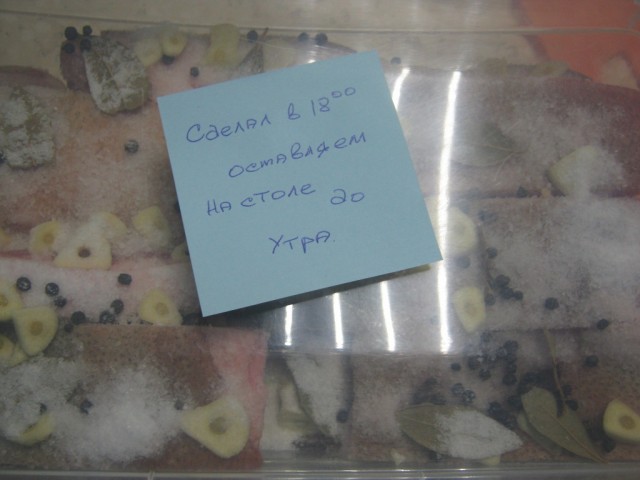 Сделал в 18⁰⁰
оставляем
на столе до
утра.